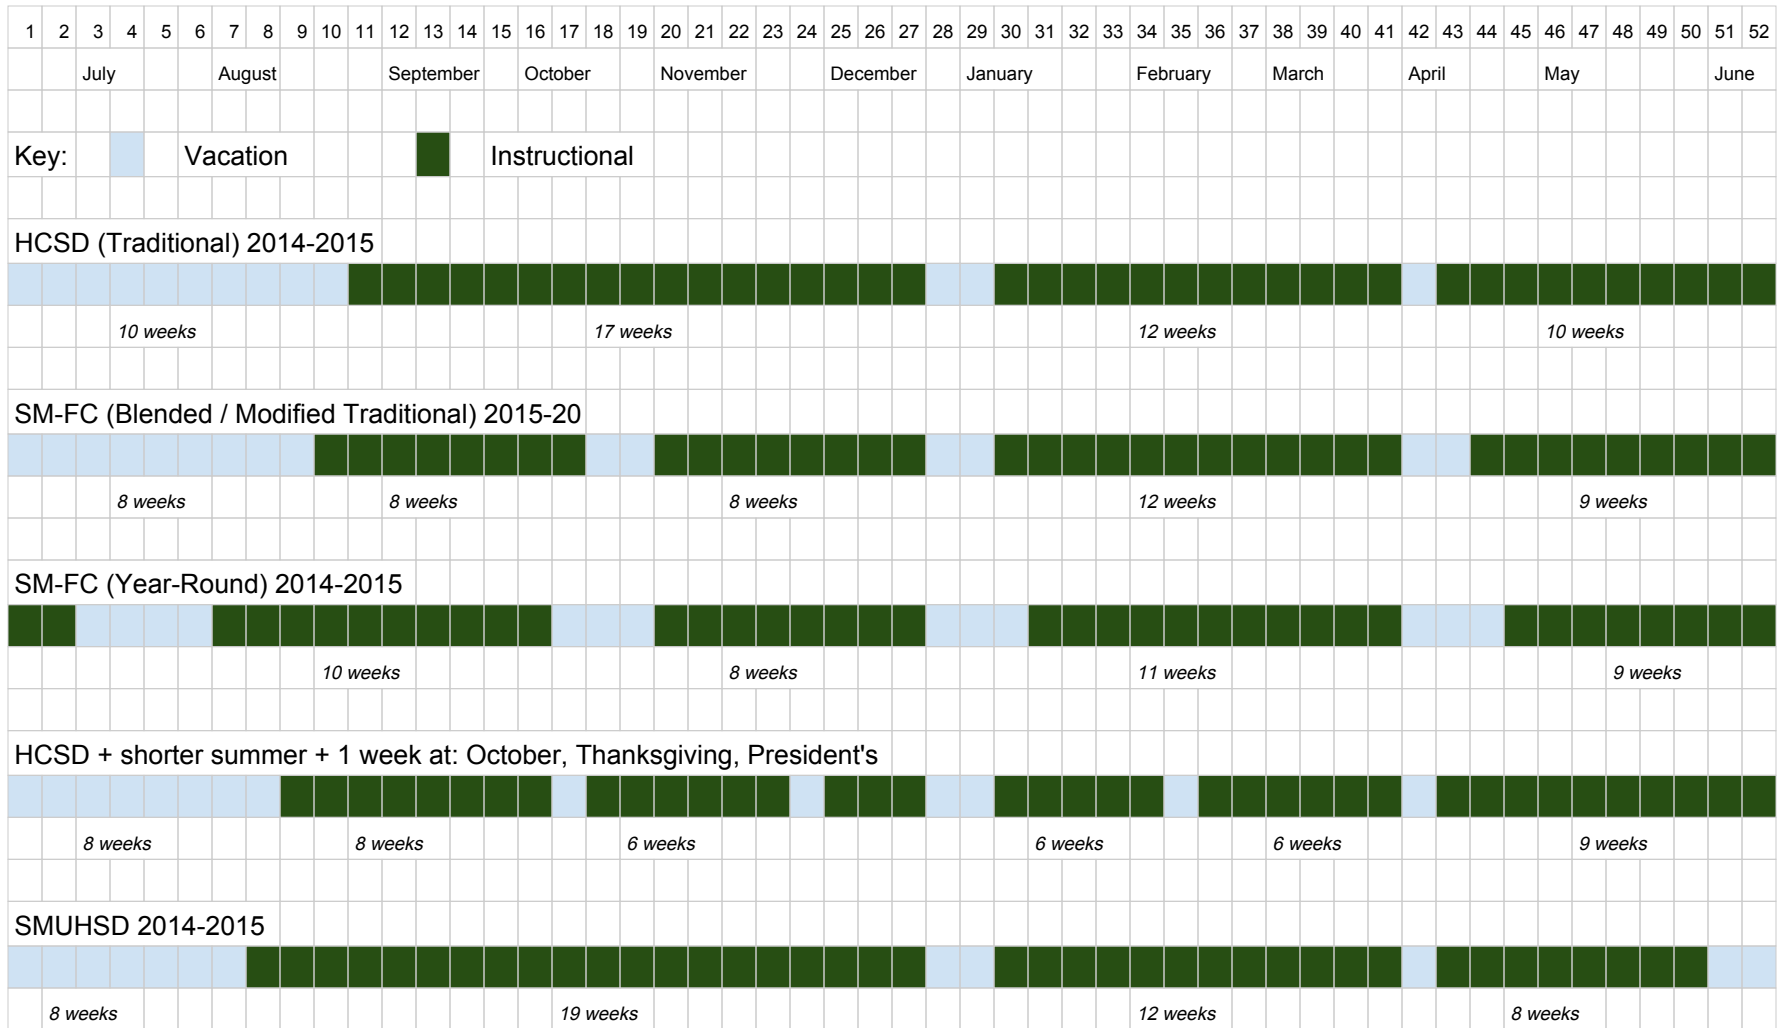 1 2 3 4 5 6 7 8 9 10 11 12 13 14 15 16 17 18 19 20 21 22 23 24 25 26 27 28 29 30 31 32 33 34 35 36 37 38 39 40 41 42 43 44 45 46 47 48 49 50 51 52
July August September October November December January February March April May June
Key: Vacation Instructional
HCSD (Traditional) 2014-2015
10 weeks 17 weeks 12 weeks 10 weeks
SM-FC (Blended / Modified Traditional) 2015-20
8 weeks 8 weeks 8 weeks 12 weeks 9 weeks
SM-FC (Year-Round) 2014-2015
10 weeks 8 weeks 11 weeks 9 weeks
HCSD + shorter summer + 1 week at: October, Thanksgiving, President's
8 weeks 8 weeks 6 weeks 6 weeks 6 weeks 9 weeks
SMUHSD 2014-2015
8 weeks 19 weeks 12 weeks 8 weeks